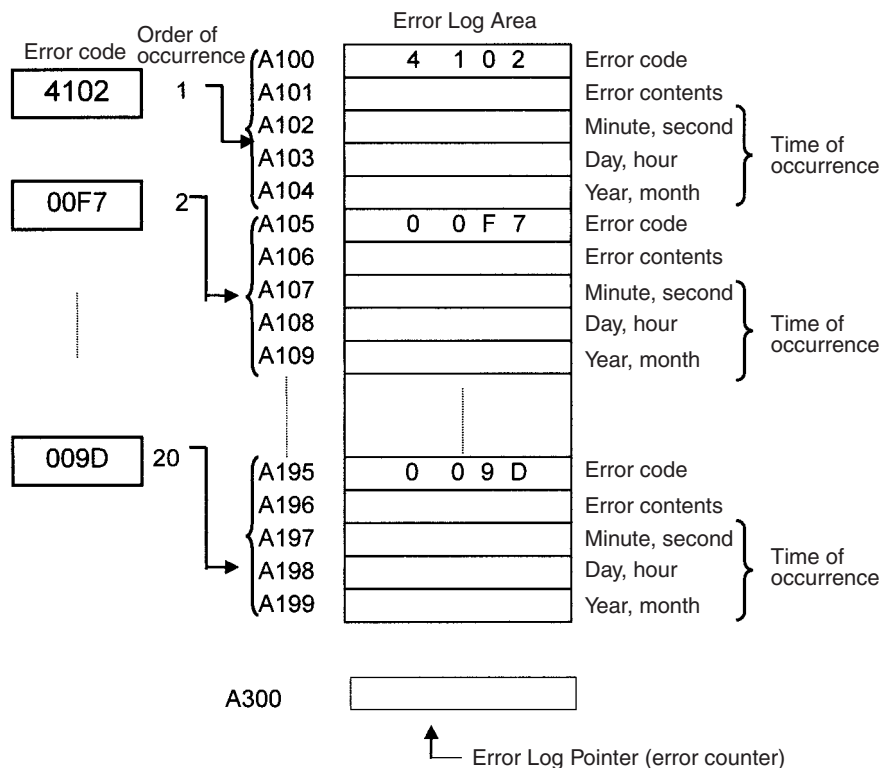 Error Log Area
Error code
Order of
occurrence
4102 1
A100 4 1 0 2 Error code
A101 Error contents
A102 Minute, second
A103 Day, hour
A104 Year, month
Time of
occurrence
00F7 2
A105 0 0 F 7 Error code
A106 Error contents
A107 Minute, second
A108 Day, hour
A109 Year, month
Time of
occurrence
009D 20
A195 0 0 9 D Error code
A196 Error contents
A197 Minute, second
A198 Day, hour
A199 Year, month
Time of
occurrence
A300
Error Log Pointer (error counter)